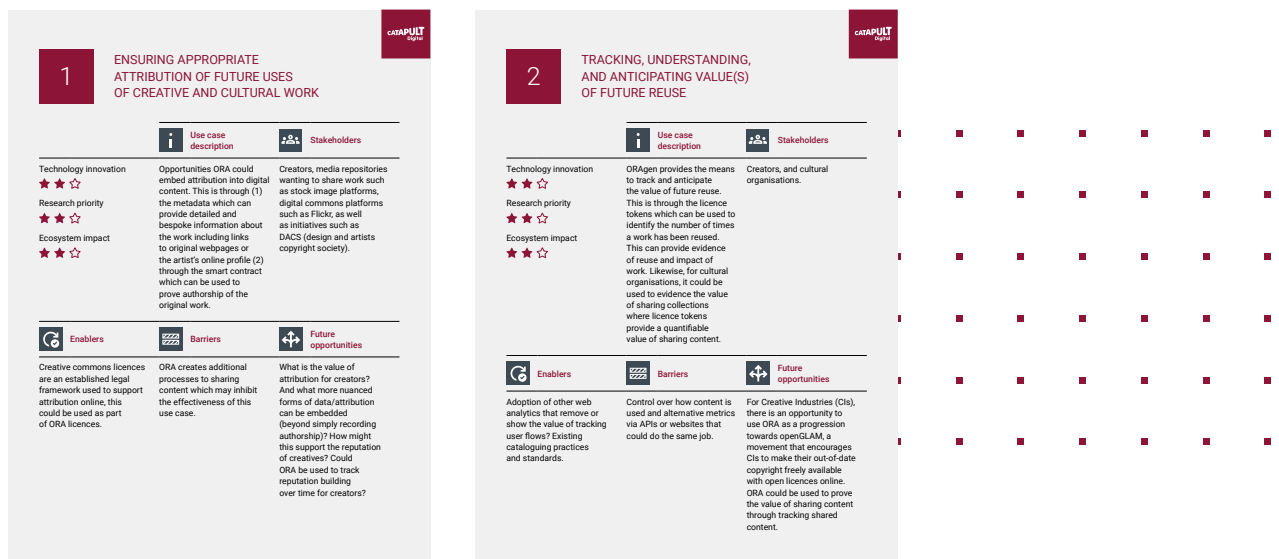 CATAPULT
Digital
1
ENSURING APPROPRIATE
ATTRIBUTION OF FUTURE USES
OF CREATIVE AND CULTURAL WORK
Use case
description
Stakeholders
Technology innovation
Research priority
Ecosystem impact
Opportunities ORA could
embed attribution into digital
content. This is through (1)
the metadata which can
provide detailed and
bespoke information about
the work including links
to original webpages or
the artist's online profile (2)
through the smart contract
which can be used to
prove authorship of the
original work.
Creators, media repositories
wanting to share work such
as stock image platforms,
digital commons platforms
such as Flickr, as well
as initiatives such as
DACS (design and artists
copyright society).
Enablers
Barriers
Future
opportunities
Creative commons licences
are an established legal
framework used to support
attribution online, this
could be used as part
of ORA licences.
ORA creates additional
processes to sharing
content which may inhibit
the effectiveness of this
use case.
What is the value of
attribution for creators?
And what more nuanced
forms of data/attribution
can be embedded
(beyond simply recording
authorship)? How might
this support the reputation
of creatives? Could
ORA be used to track
reputation building
over time for creators?
CATAPULT
Digital
2
TRACKING, UNDERSTANDING,
AND ANTICIPATING VALUE(S)
OF FUTURE REUSE
Use case
description
Stakeholders
Technology innovation
Research priority
Ecosystem impact
ORAgen provides the means
to track and anticipate
the value of future reuse.
This is through the licence
tokens which can be used to
identify the number of times
a work has been reused.
This can provide evidence
of reuse and impact of
work. Likewise, for cultural
organisations, it could be
used to evidence the value
of sharing collections
where licence tokens
provide a quantifiable
value of sharing content.
Creators, and cultural
organisations.
Enablers
Barriers
Future
opportunities
Adoption of other web
analytics that remove or
show the value of tracking
user flows? Existing
cataloguing practices
and standards.
Control over how content is
used and alternative metrics
via APIs or websites that
could do the same job.
For Creative Industries (CIs),
there is an opportunity to
use ORA as a progression
towards openGLAM, a
movement that encourages
CIs to make their out-of-date
copyright freely available
with open licences online.
ORA could be used to prove
the value of sharing content
through tracking shared
content.